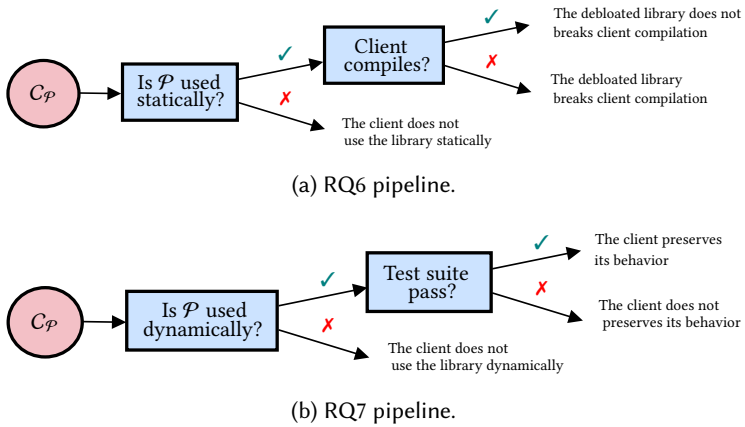 C_P
Is P used
statically?
✓
✗
Client
compiles?
✓
✗
The debloated library does not
breaks client compilation
The debloated library
breaks client compilation
The client does not
use the library statically
(a) RQ6 pipeline.
C_P
Is P used
dynamically?
✓
✗
Test suite
pass?
✓
✗
The client preserves
its behavior
The client does not
preserves its behavior
The client does not
use the library dynamically
(b) RQ7 pipeline.